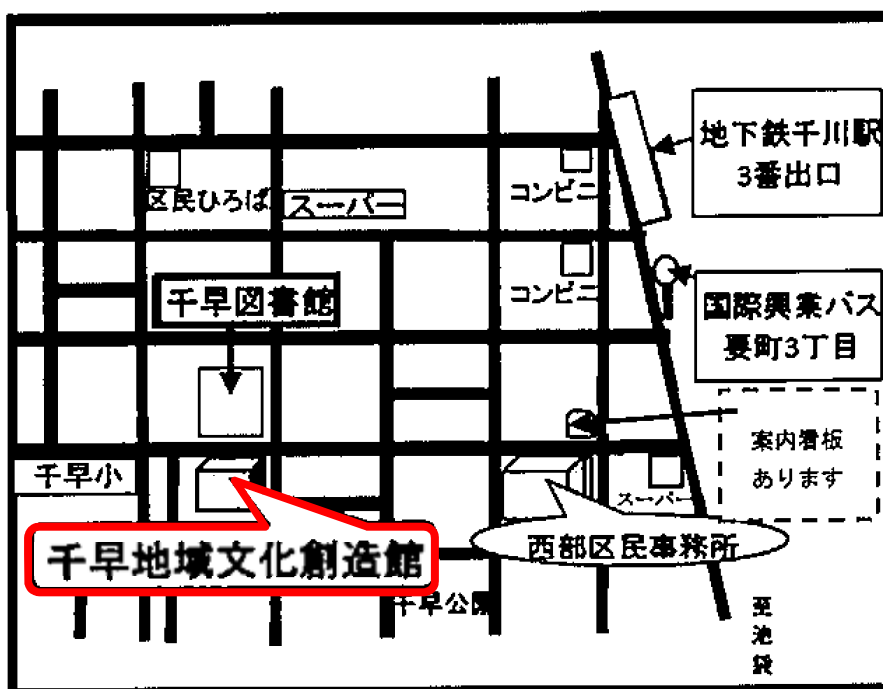 地下鉄千川駅
3番出口
区民ひろば
スーパー
コンビニ
千早図書館
コンビニ
国際興業バス
要町3丁目
案内看板
あります
千早小
スーパー
千早地域文化創造館
西部区民事務所
千早公園
至池袋